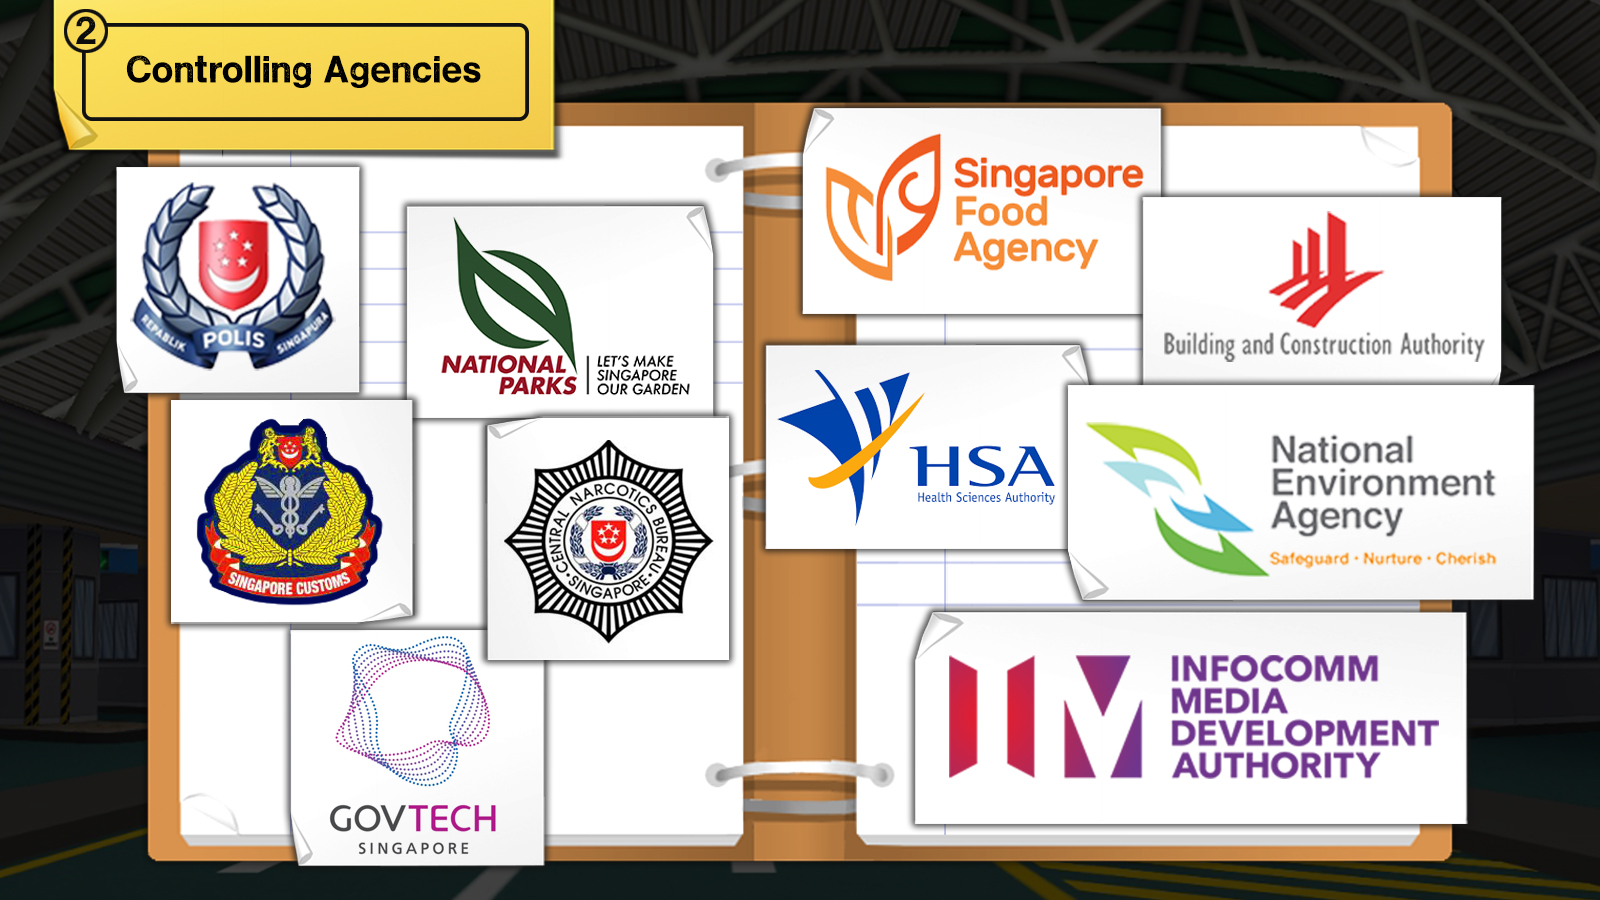 2
Controlling Agencies
REPABLIK POLIS SINGAPURA
NATIONAL
PARKS
LET'S MAKE
SINGAPORE
OUR GARDEN
SINGAPORE CUSTOMS
CENTRAL NARCOTICS BUREAU
SINGAPORE
GOVTECH
SINGAPORE
Singapore
Food
Agency
Building and Construction Authority
HSA
Health Sciences Authority
National
Environment
Agency
Safeguard · Nurture · Cherish
IM
INFOCOMM
MEDIA
DEVELOPMENT
AUTHORITY